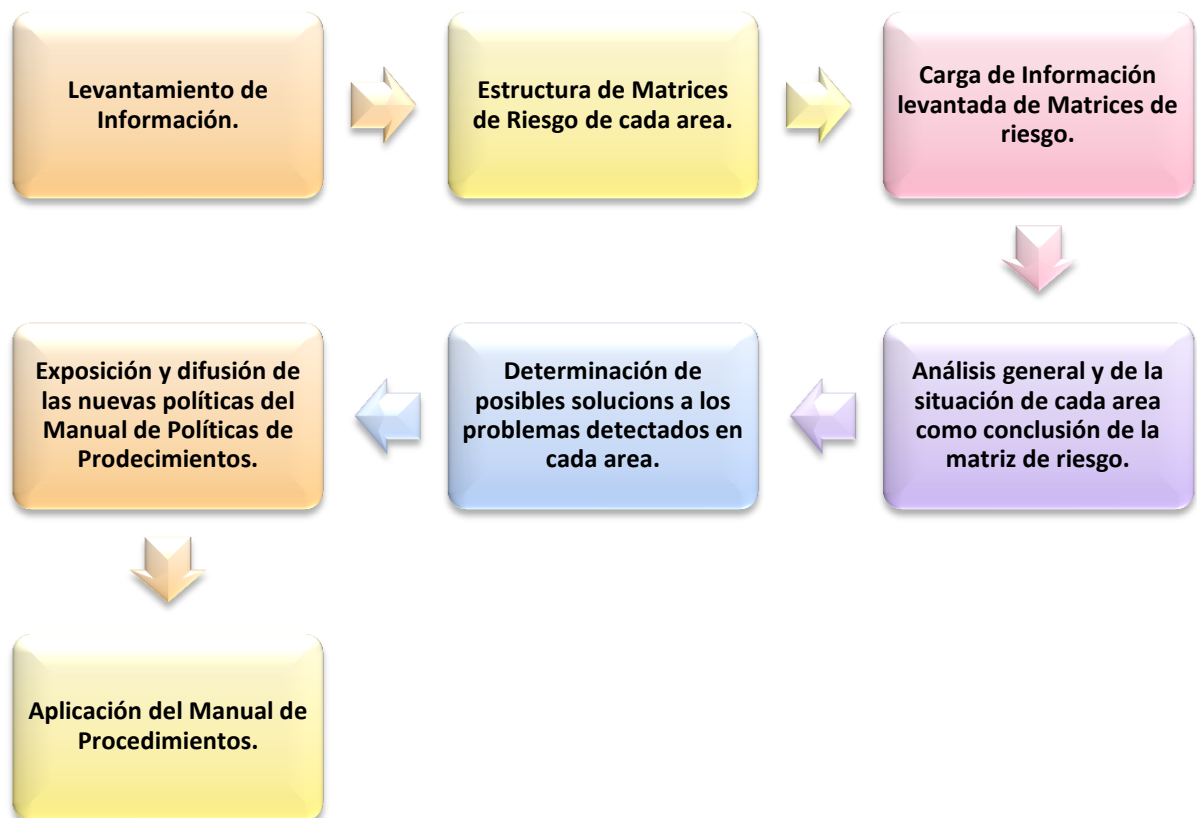 Levantamiento de
Información.
Estructura de Matrices
de Riesgo de cada area.
Carga de Información
levantada de Matrices de
riesgo.
Análisis general y de la
situación de cada area
como conclusión de la
matriz de riesgo.
Determinación de
posibles solucions a los
problemas detectados en
cada area.
Exposición y difusión de
las nuevas políticas del
Manual de Políticas de
Prodecimientos.
Aplicación del Manual de
Procedimientos.